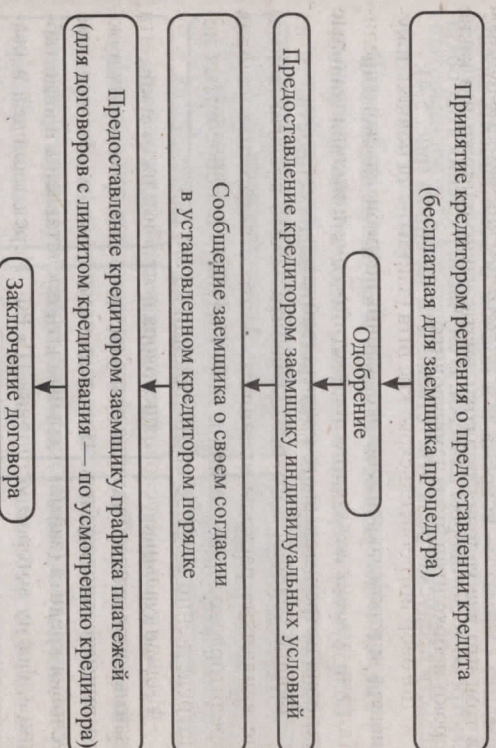 Принятие кредитором решения о предоставлении кредита
(бесплатная для заемщика процедура)
Одобрение
Предоставление кредитором заемщику индивидуальных условий
Сообщение заемщика о своем согдасии
в установленном кредитором порядке
Предоставление кредитором заемщику графика платежей
(для договоров с лимитом кредитования — по усмотрению кредитора)
Заключение договора